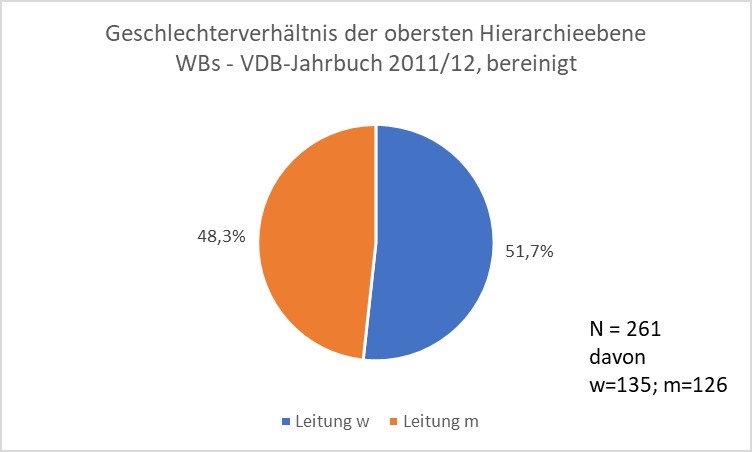 Geschlechterverhältnis der obersten Hierarchieebene
WBs - VDB-Jahrbuch 2011/12, bereinigt
48,3%
51,7%
N = 261
davon
w=135; m=126
Leitung w Leitung m